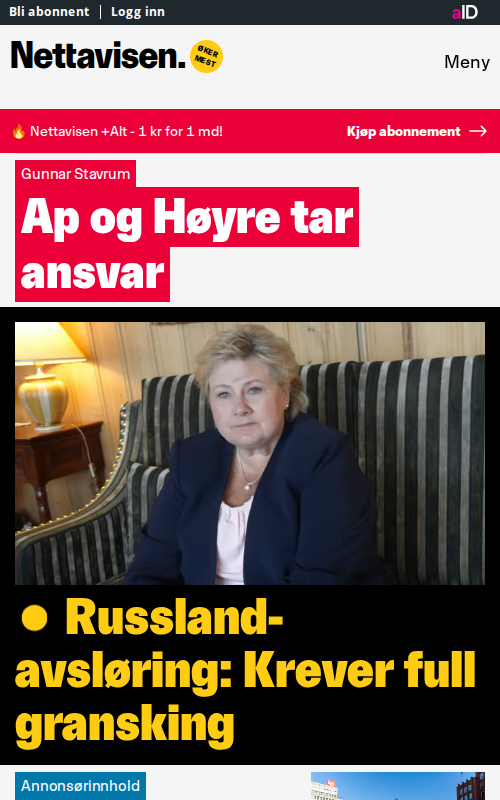 Bli abonnent
Logg inn
aID
Nettavisen.
ØKER
MEST
Meny
🔥 Nettavisen +Alt - 1 kr for 1 md!
Kjøp abonnement →
Gunnar Stavrum
Ap og Høyre tar
ansvar
Russland-
avsløring: Krever full
gransking
Annonsørinnhold